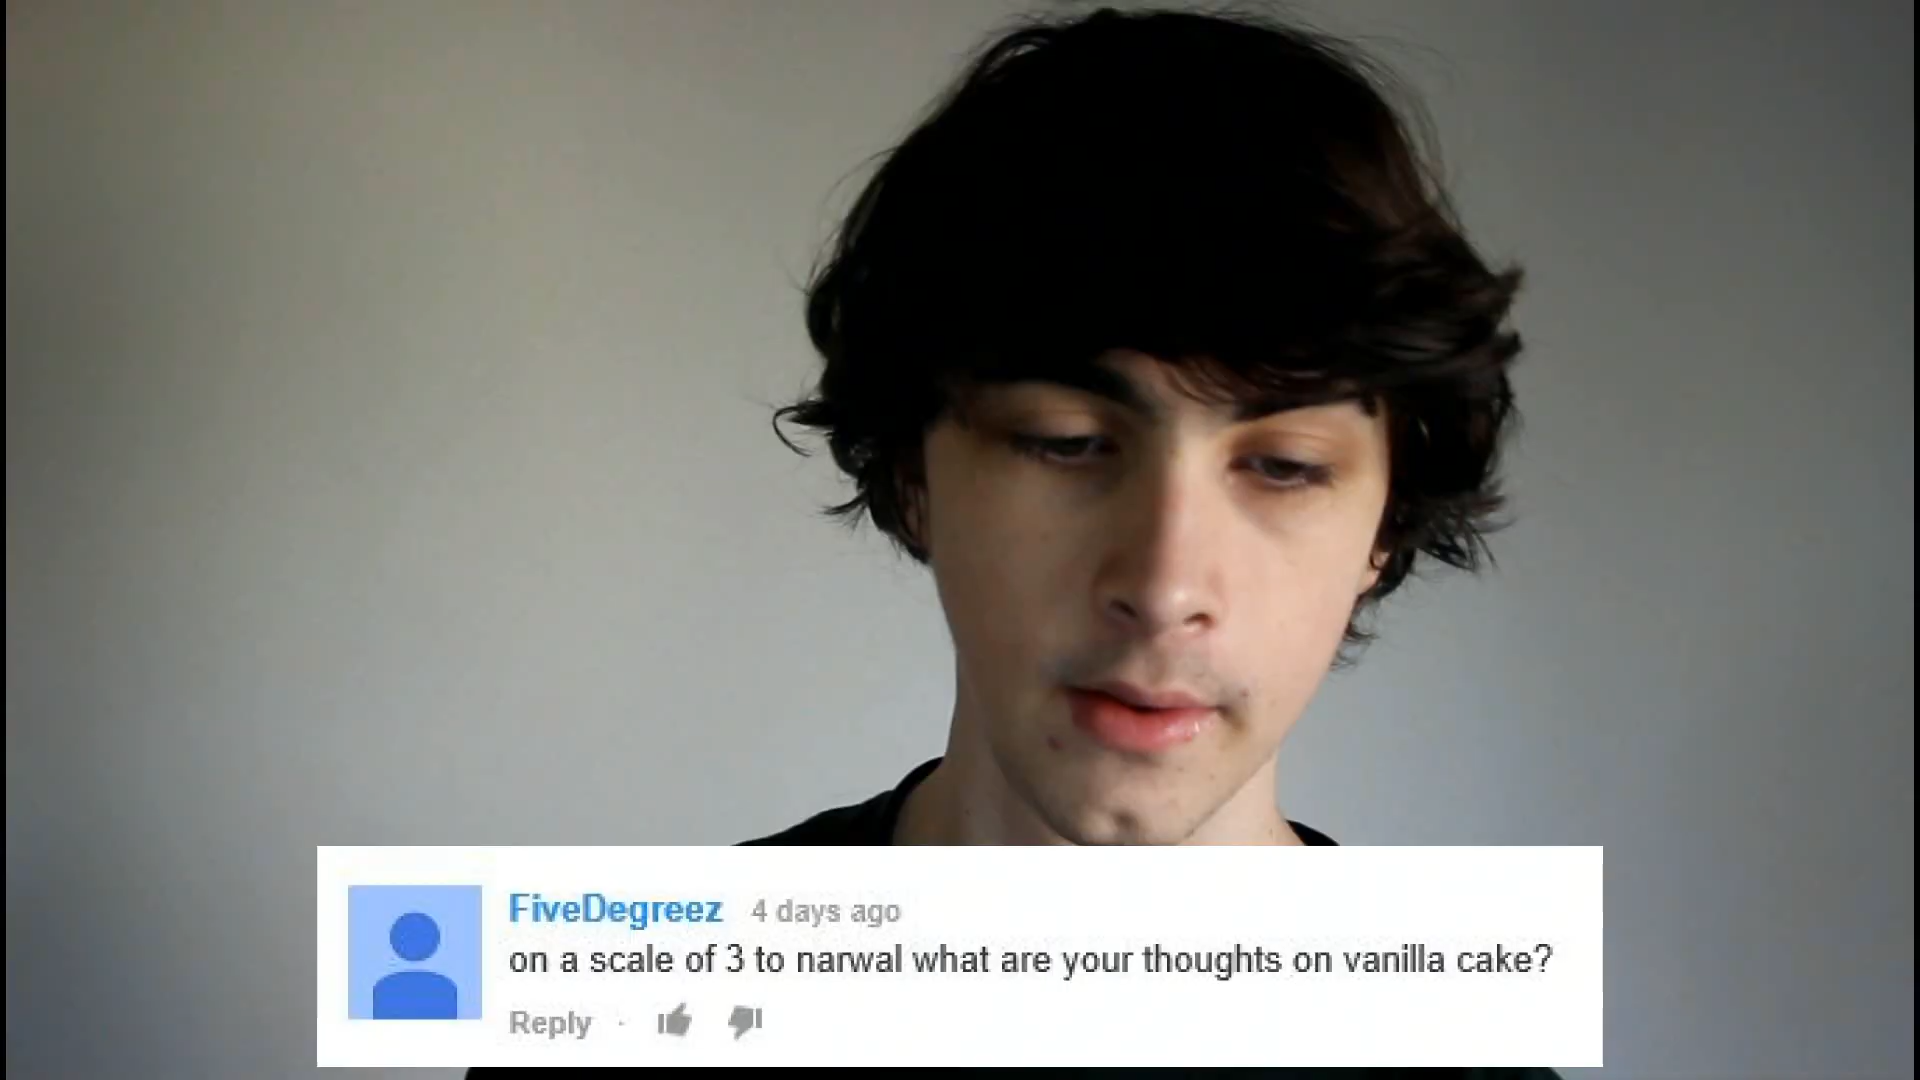 FiveDegreez 4 days ago
on a scale of 3 to narwal what are your thoughts on vanilla cake?
Reply ·